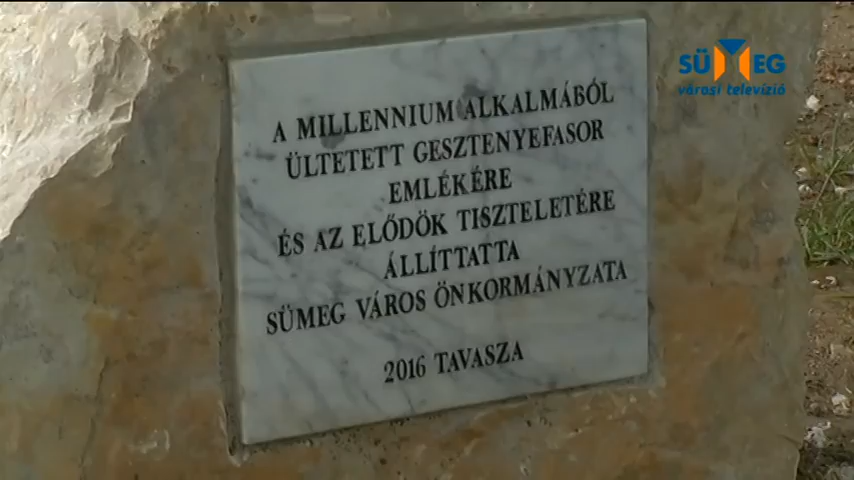 SÜMEG
városi televízió
A MILLENNIUM ALKALMÁBÓL
ÜLTETETT GESZTENYEFASOR
EMLÉKÉRE
ÉS AZ ELŐDÖK TISZTELETÉRE
ÁLLÍTTATTA
SÜMEG VÁROS ÖNKORMÁNYZATA
2016 TAVASZA